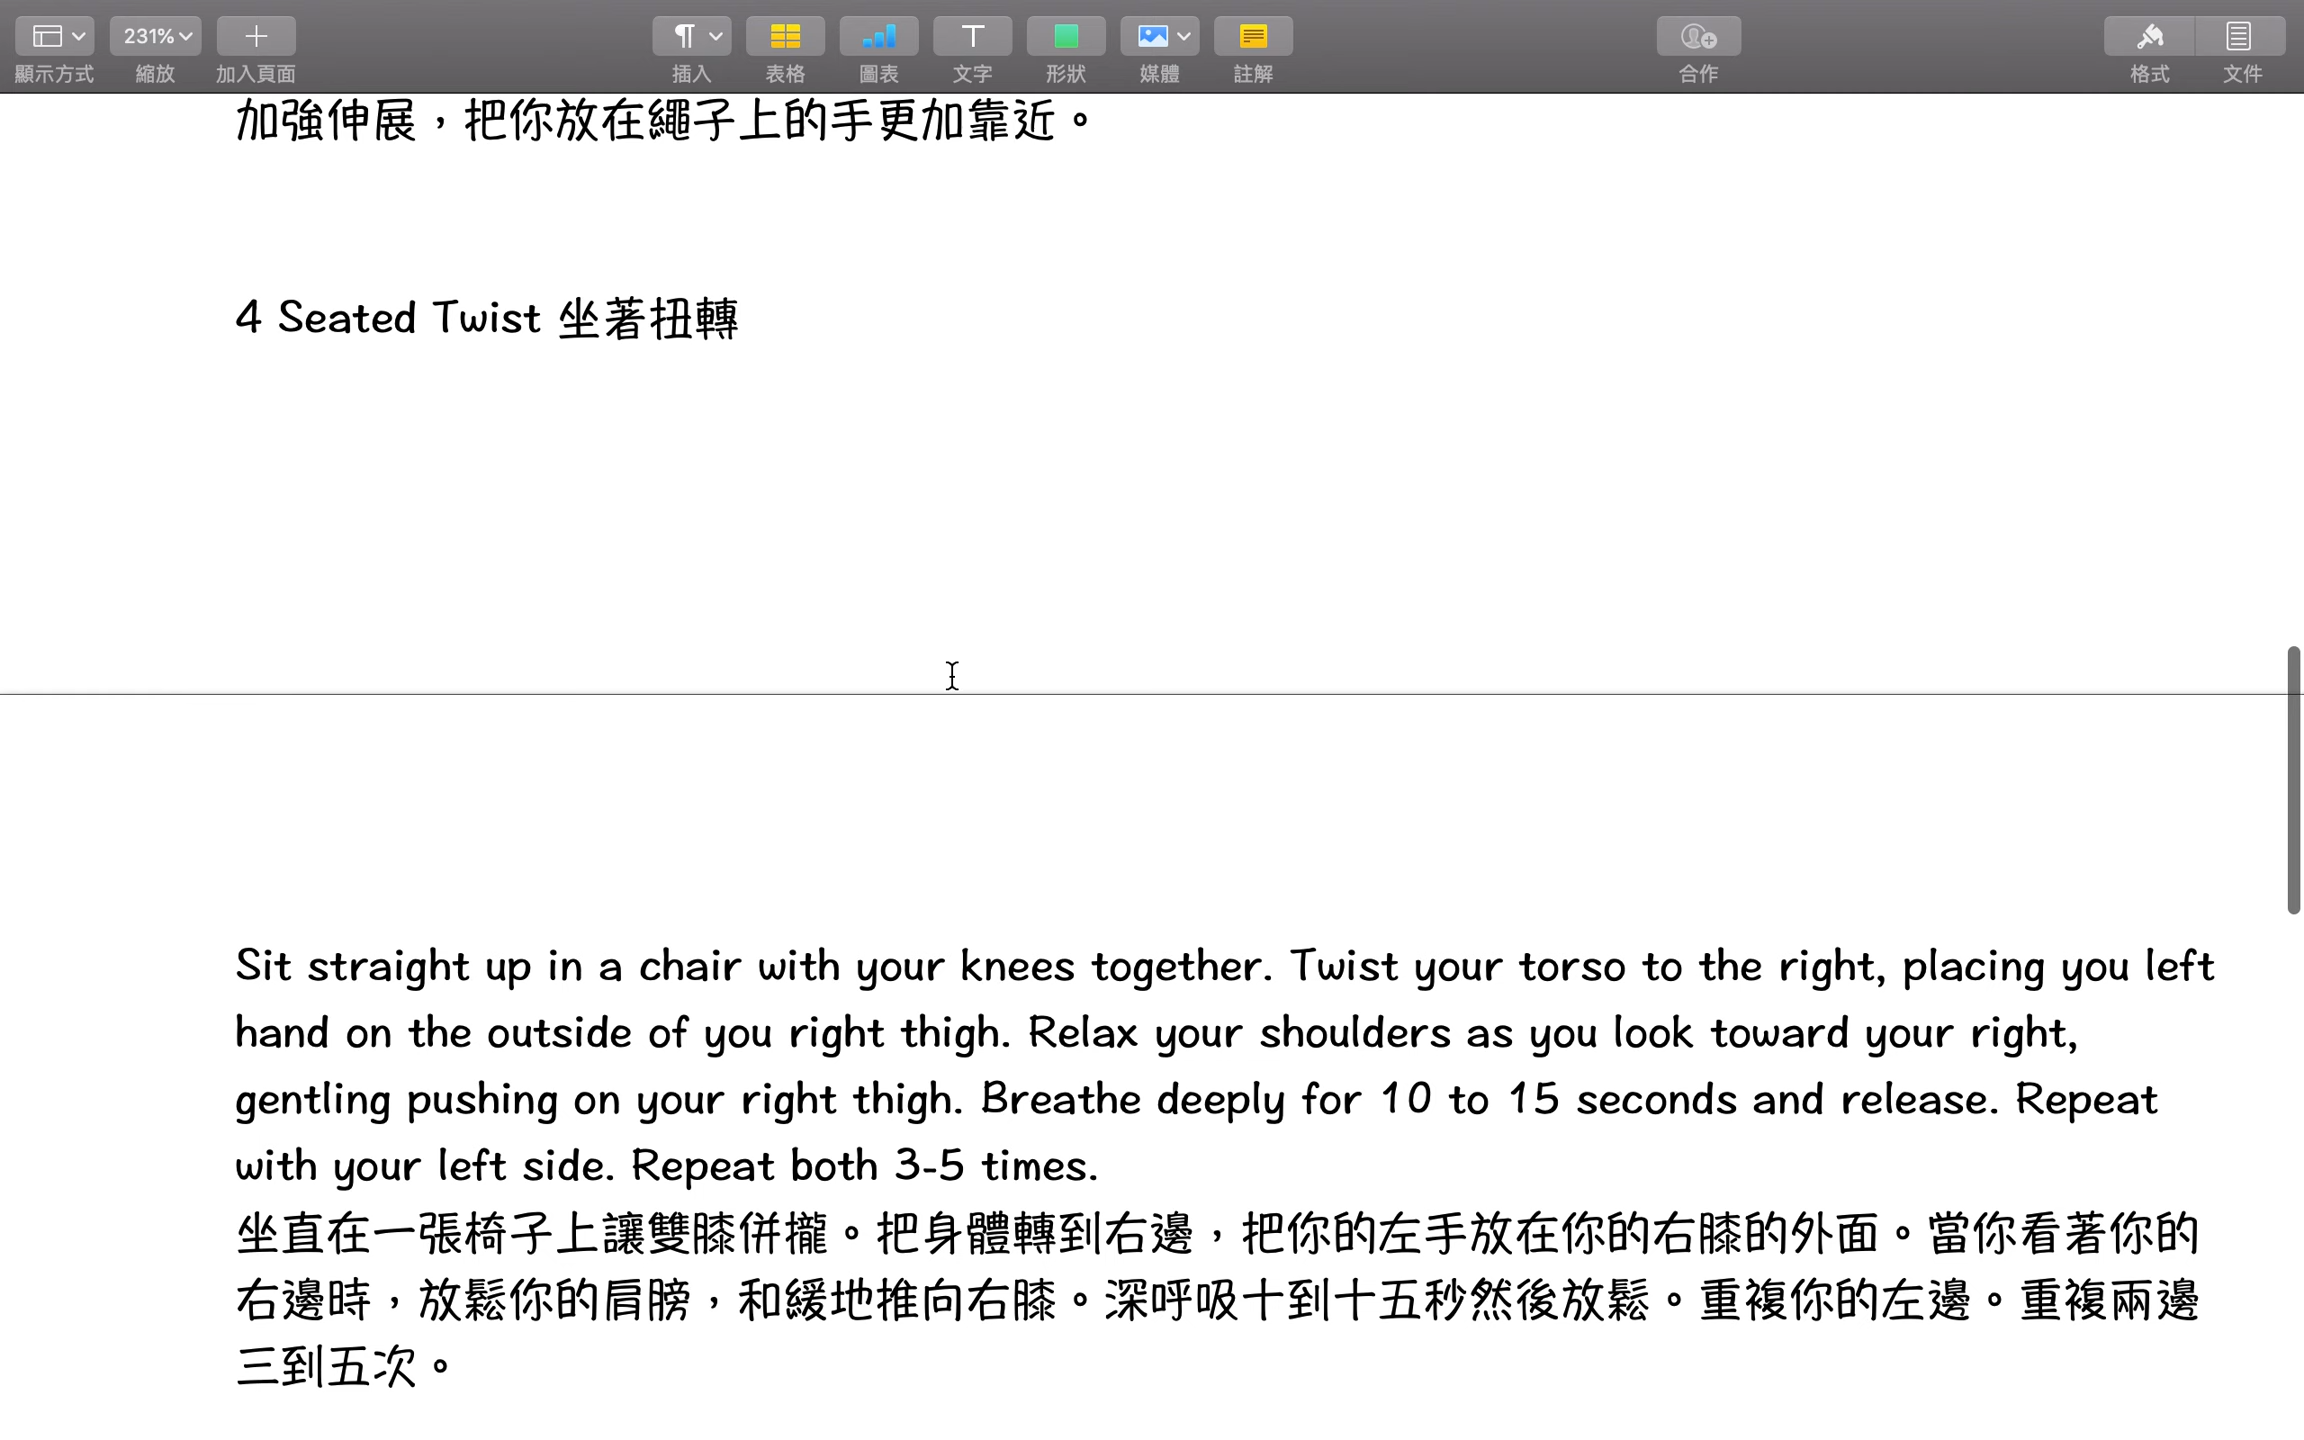 231%
顯示方式 縮放 加入頁面 插入 表格 圖表 文字 形狀 媒體 註解 合作 格式 文件
加強伸展，把你放在繩子上的手更加靠近。
4 Seated Twist 坐著扭轉
Sit straight up in a chair with your knees together. Twist your torso to the right, placing you left
hand on the outside of you right thigh. Relax your shoulders as you look toward your right,
gentling pushing on your right thigh. Breathe deeply for 10 to 15 seconds and release. Repeat
with your left side. Repeat both 3-5 times.
坐直在一張椅子上讓雙膝併攏。把身體轉到右邊，把你的左手放在你的右膝的外面。當你看著你的
右邊時，放鬆你的肩膀，和緩地推向右膝。深呼吸十到十五秒然後放鬆。重複你的左邊。重複兩邊
三到五次。